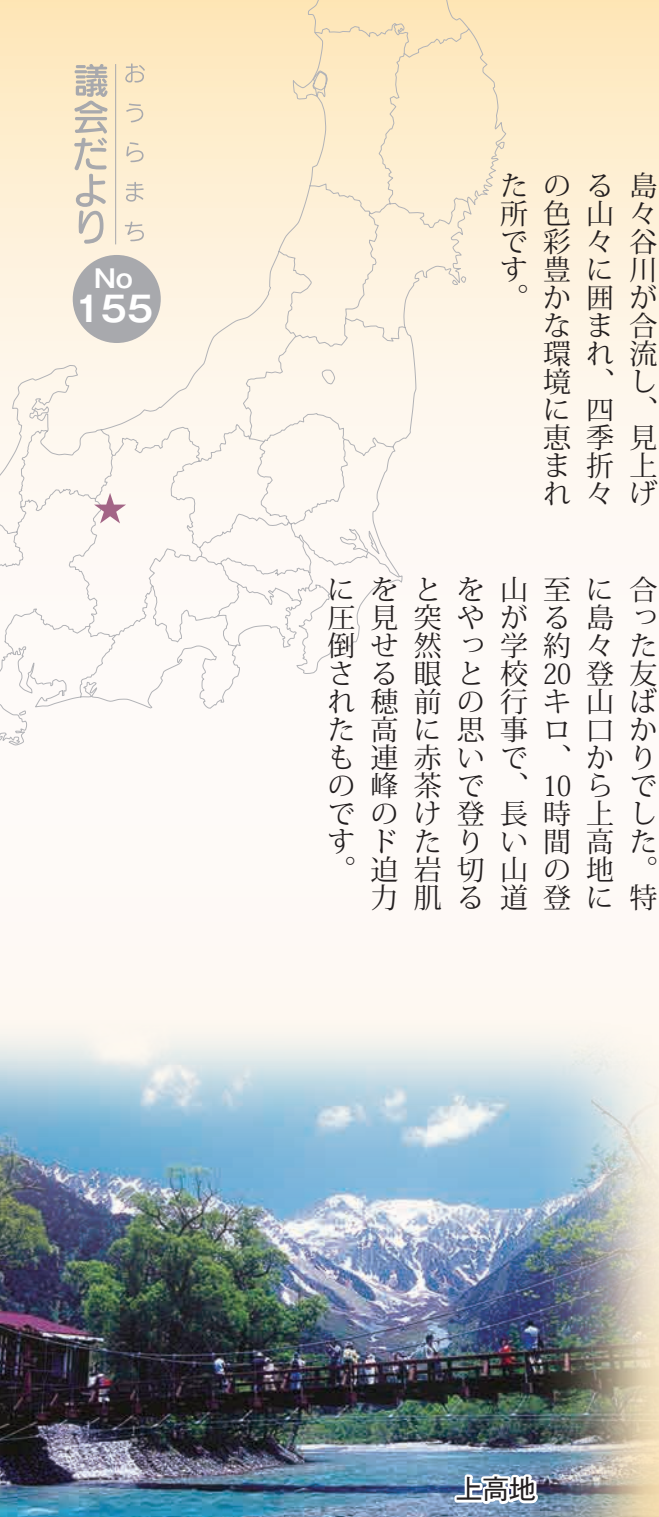 島々谷川が合流し、見上げ
る山々に囲まれ、四季折々
の色彩豊かな環境に恵まれ
た所です。
合った友ばかりでした。特
に島々登山口から上高地に
至る約20キロ、10時間の登
山が学校行事で、長い山道
をやっとの思いで登り切る
と突然眼前に赤茶けた岩肌
を見せる穂高連峰のド迫力
に圧倒されたものです。
おうらまち
議会だより
No
155
上高地